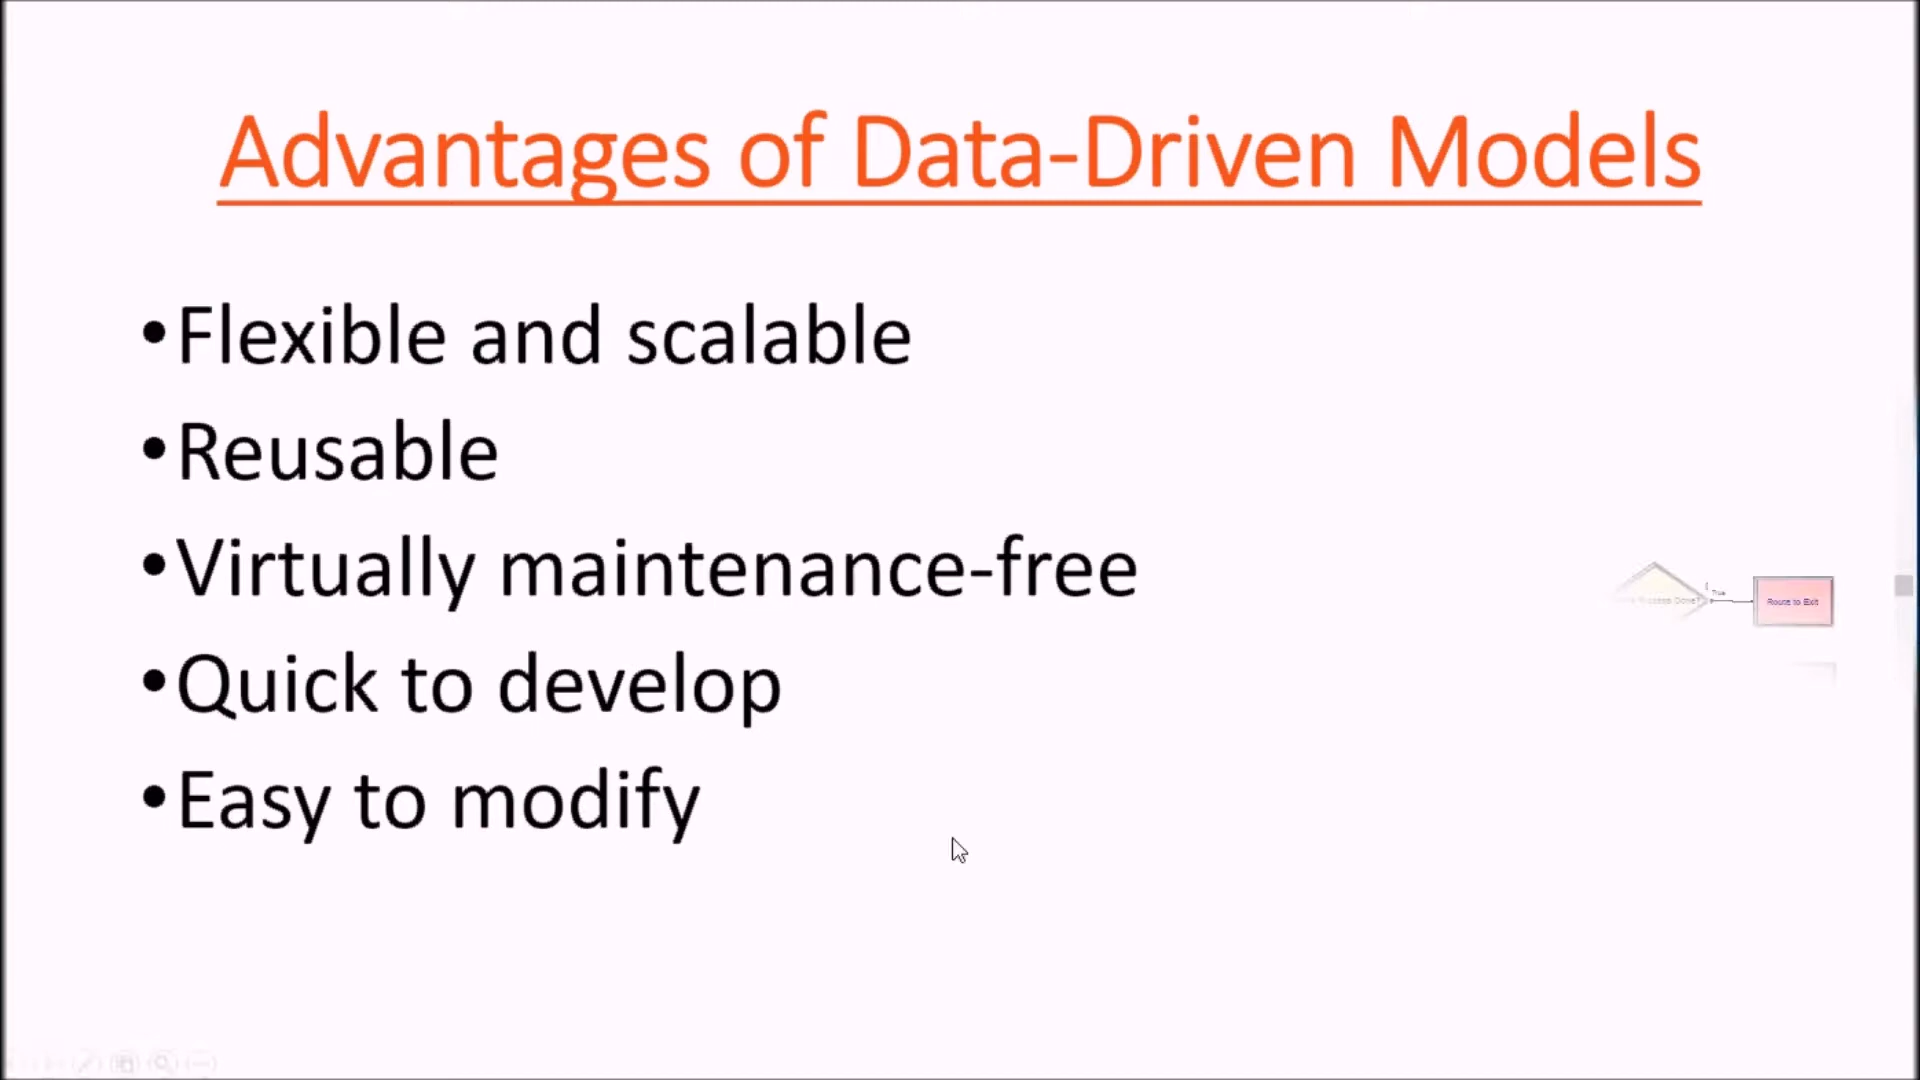 Advantages of Data-Driven Models
•Flexible and scalable
•Reusable
•Virtually maintenance-free
•Quick to develop
•Easy to modify
True
Route to Exit